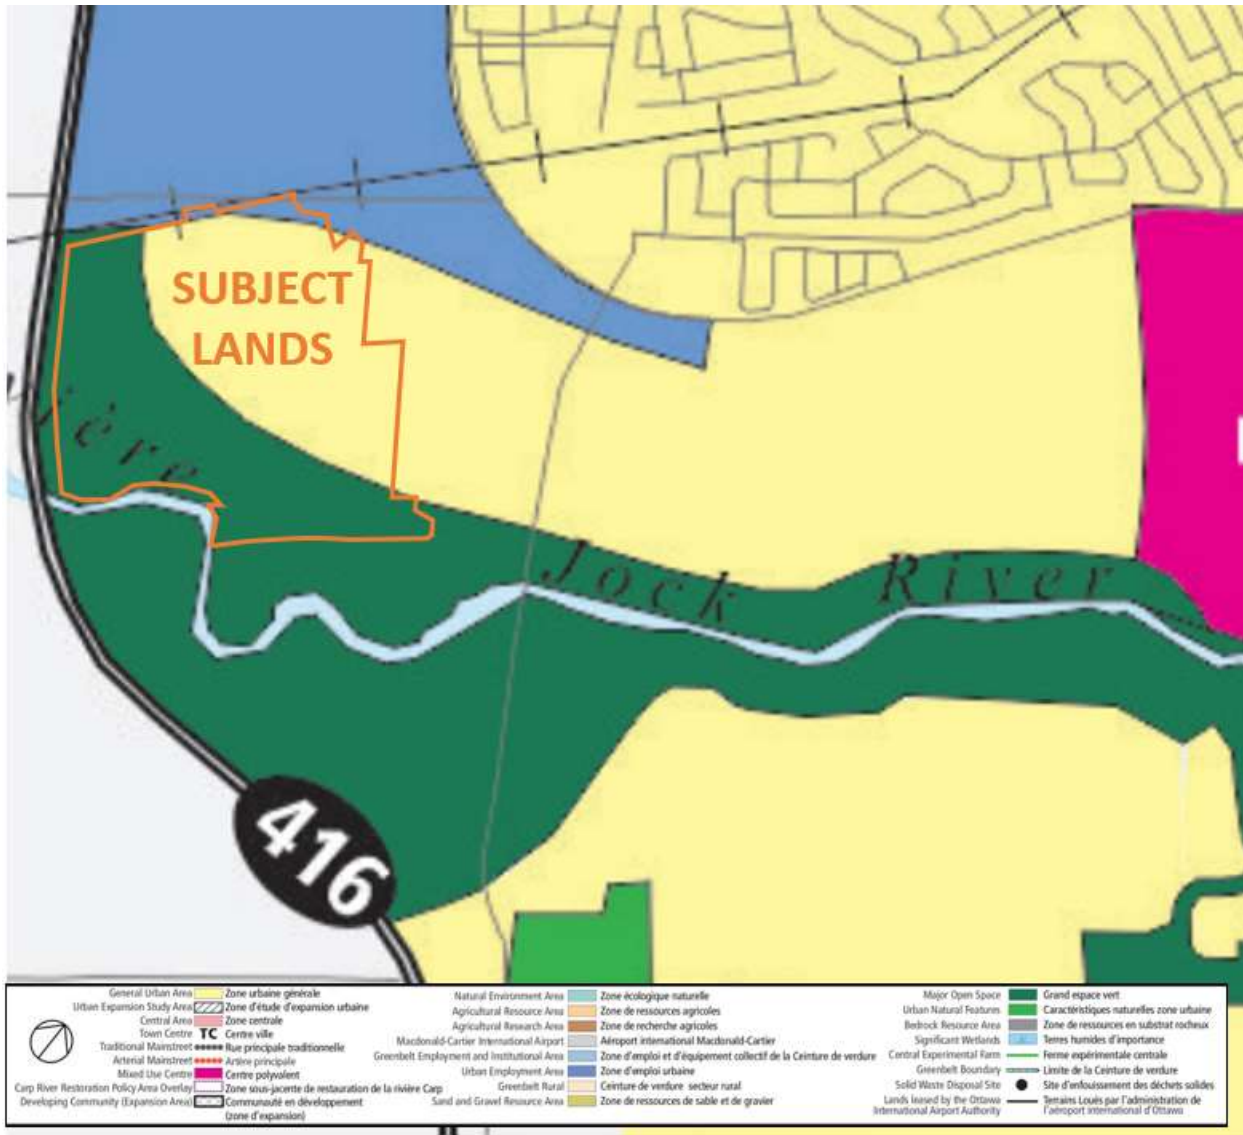 SUBJECT
LANDS
ière
Jock River
416
General Urban Area Zone urbaine générale
Urban Expansion Study Area Zone d'étude d'expansion urbaine
Central Area Zone centrale
Town Centre TC Centre ville
Traditional Mainstreet Rue principale traditionnelle
Arterial Mainstreet Artère principale
Mixed Use Centre Centre polyvalent
Carp River Restoration Policy Area Overlay Zone sous-jacente de restauration de la rivière Carp
Developing Community (Expansion Area) Communauté en développement
(zone d'expansion)
Natural Environment Area Zone écologique naturelle
Agricultural Resource Area Zone de ressources agricoles
Agricultural Research Area Zone de recherche agricoles
Macdonald-Cartier International Airport Aéroport international Macdonald-Cartier
Greenbelt Employment and Institutional Area Zone d'emploi et d'équipement collectif de la Ceinture de verdure
Urban Employment Area Zone d'emploi urbaine
Greenbelt Rural Ceinture de verdure secteur rural
Sand and Gravel Resource Area Zone de ressources de sable et de gravier
Major Open Space Grand espace vert
Urban Natural Features Caractéristiques naturelles zone urbaine
Bedrock Resource Area Zone de ressources en substrat rocheux
Significant Wetlands Terres humides d'importance
Central Experimental Farm Ferme expérimentale centrale
Greenbelt Boundary Limite de la Ceinture de verdure
Solid Waste Disposal Site Site d'enfouissement des déchets solides
Lands leased by the Ottawa Terrains Loués par l'administration de
International Airport Authority l'aéroport international d'Ottawa